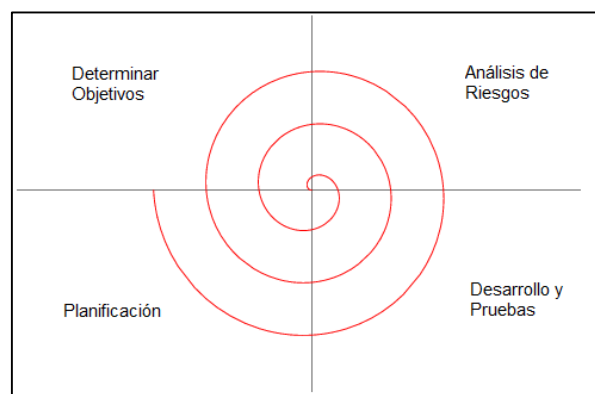 Determinar
Objetivos
Análisis de
Riesgos
Planificación
Desarrollo y
Pruebas